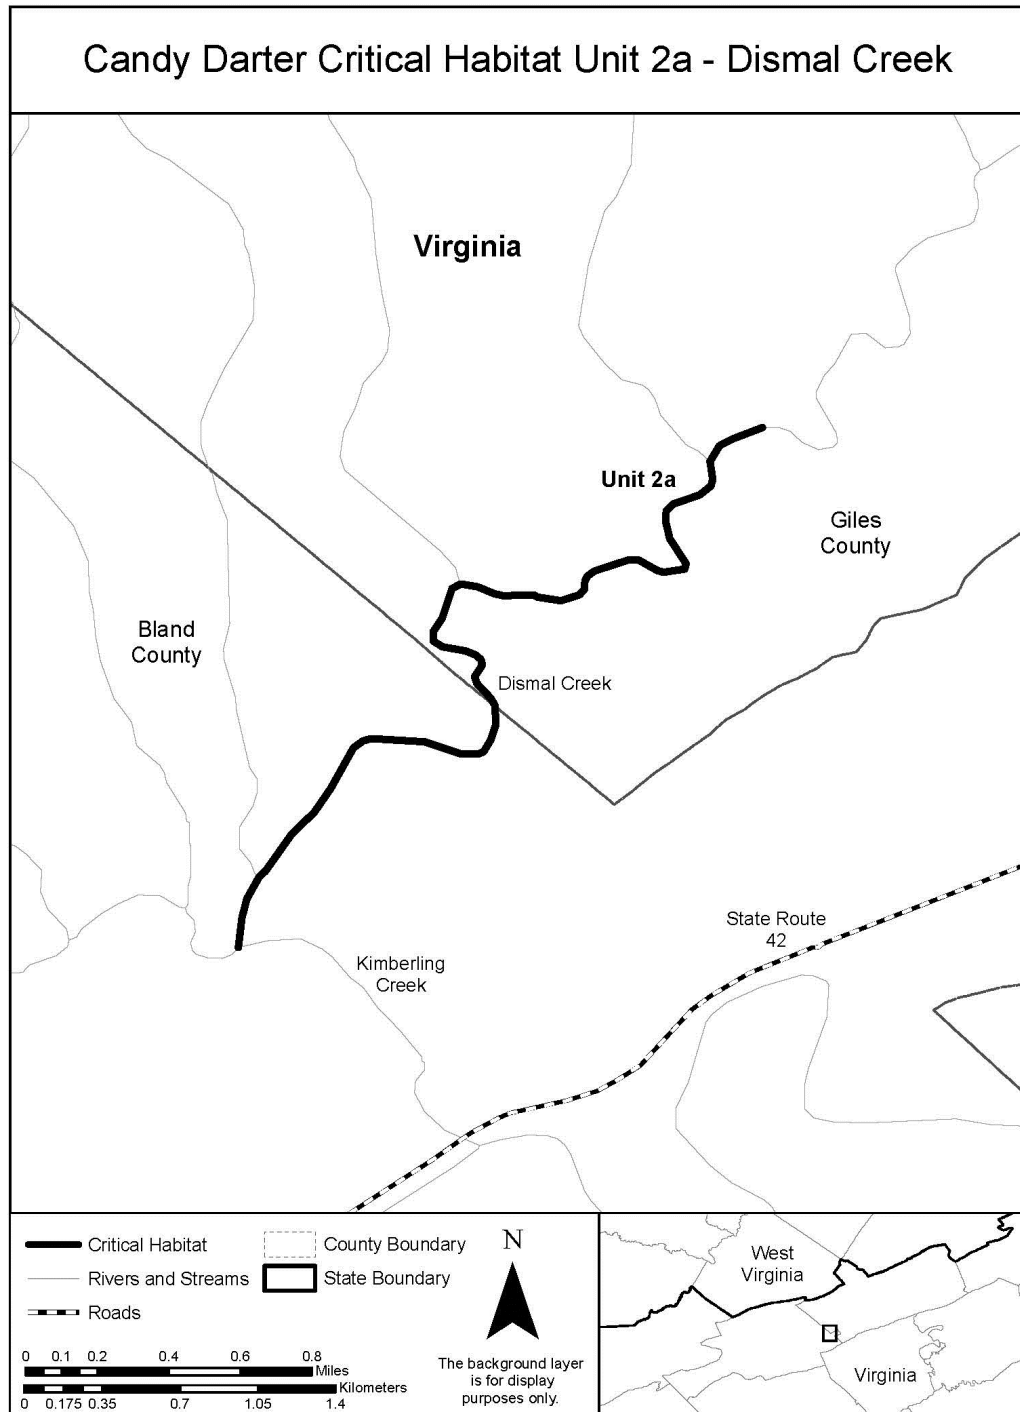 Candy Darter Critical Habitat Unit 2a - Dismal Creek
Virginia
Unit 2a
Giles
County
Bland
County
Dismal Creek
State Route
42
Kimberling
Creek
Critical Habitat
Rivers and Streams
Roads
County Boundary
State Boundary
N
The background layer
is for display
purposes only.
0 0.1 0.2 0.4 0.6 0.8
Miles
Kilometers
0 0.175 0.35 0.7 1.05 1.4
West
Virginia
Virginia